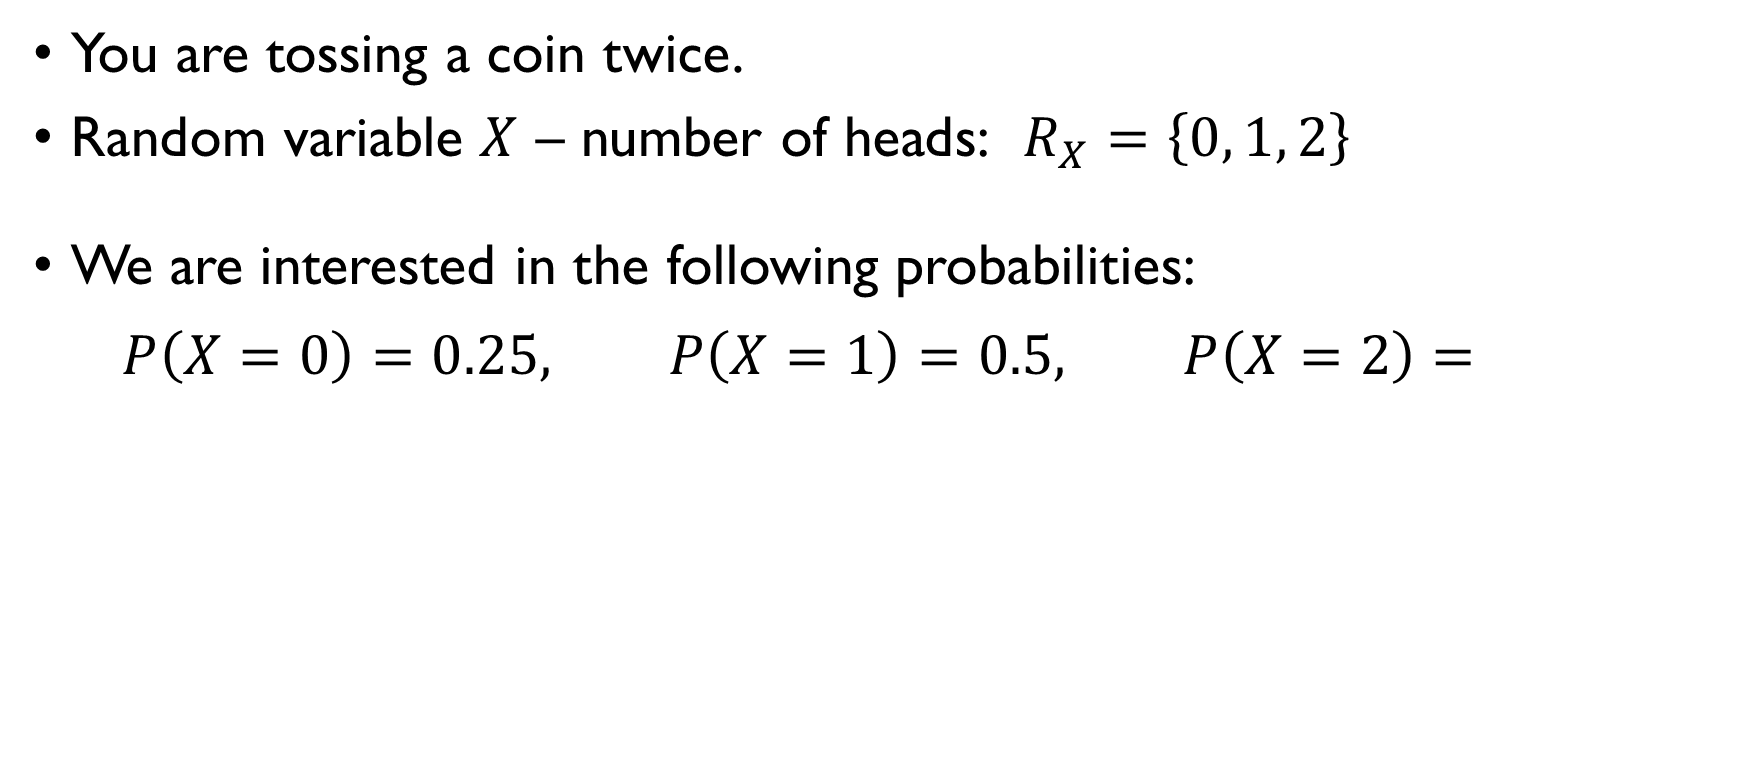 • You are tossing a coin twice.
• Random variable X – number of heads: R_X = {0, 1, 2}
• We are interested in the following probabilities:
P(X = 0) = 0.25, P(X = 1) = 0.5, P(X = 2) =